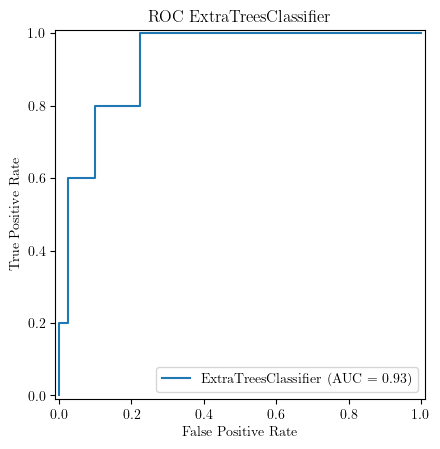 ROC ExtraTreesClassifier
True Positive Rate
1.0
0.8
0.6
0.4
0.2
0.0
ExtraTreesClassifier (AUC = 0.93)
0.0 0.2 0.4 0.6 0.8 1.0
False Positive Rate